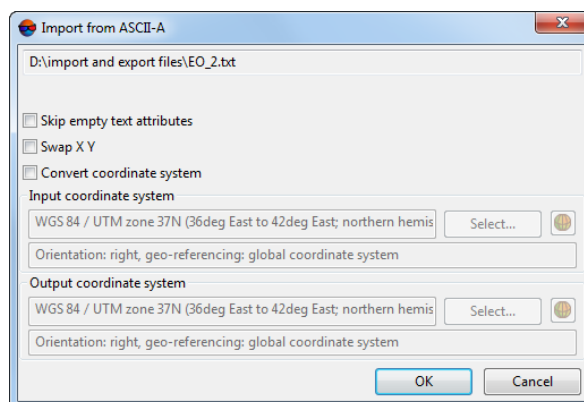 Import from ASCII-A
D:\import and export files\EO_2.txt
Skip empty text attributes
Swap X Y
Convert coordinate system
Input coordinate system
WGS 84 / UTM zone 37N (36deg East to 42deg East; northern hemis
Select...
Orientation: right, geo-referencing: global coordinate system
Output coordinate system
WGS 84 / UTM zone 37N (36deg East to 42deg East; northern hemis
Select...
Orientation: right, geo-referencing: global coordinate system
OK
Cancel